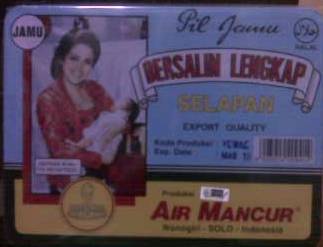 JAMU
Pil Jamu
HALAL
BERSALIN LENGKAP
SELAPAN
EXPORT QUALITY
Kode Produksi :
Exp. Date : MAR
Produksi
AIR MANCUR
Wonogiri - SOLO - Indonesia